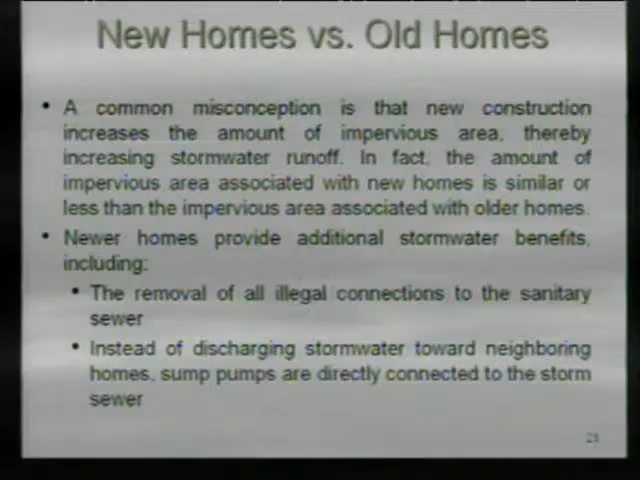 New Homes vs. Old Homes
• A common misconception is that new construction
increases the amount of impervious area, thereby
increasing stormwater runoff. In fact, the amount of
impervious area associated with new homes is similar or
less than the impervious area associated with older homes.
• Newer homes provide additional stormwater benefits,
including:
• The removal of all illegal connections to the sanitary
sewer
• Instead of discharging stormwater toward neighboring
homes, sump pumps are directly connected to the storm
sewer
21